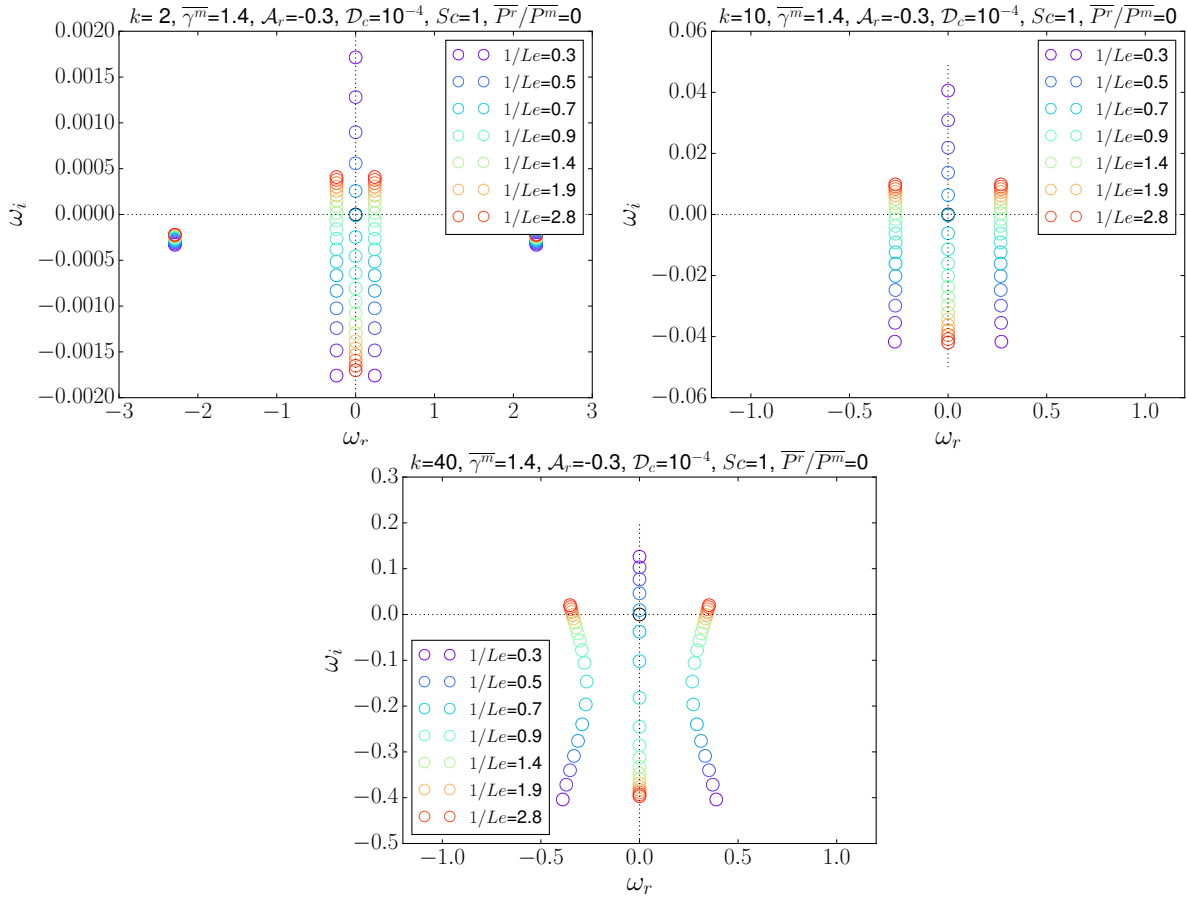 k= 2, γ^m=1.4, A_r=-0.3, D_c=10^-4, Sc=1, P^r/P^m=0
0.0020
0.0015
0.0010
0.0005
0.0000
−0.0005
−0.0010
−0.0015
−0.0020
ω_i
−3 −2 −1 0 1 2 3
ω_r
1/Le=0.3
1/Le=0.5
1/Le=0.7
1/Le=0.9
1/Le=1.4
1/Le=1.9
1/Le=2.8
k=10, γ^m=1.4, A_r=-0.3, D_c=10^-4, Sc=1, P^r/P^m=0
0.06
0.04
0.02
0.00
−0.02
−0.04
−0.06
ω_i
−1.0 −0.5 0.0 0.5 1.0
ω_r
1/Le=0.3
1/Le=0.5
1/Le=0.7
1/Le=0.9
1/Le=1.4
1/Le=1.9
1/Le=2.8
k=40, γ^m=1.4, A_r=-0.3, D_c=10^-4, Sc=1, P^r/P^m=0
0.3
0.2
0.1
0.0
−0.1
−0.2
−0.3
−0.4
−0.5
ω_i
−1.0 −0.5 0.0 0.5 1.0
ω_r
1/Le=0.3
1/Le=0.5
1/Le=0.7
1/Le=0.9
1/Le=1.4
1/Le=1.9
1/Le=2.8